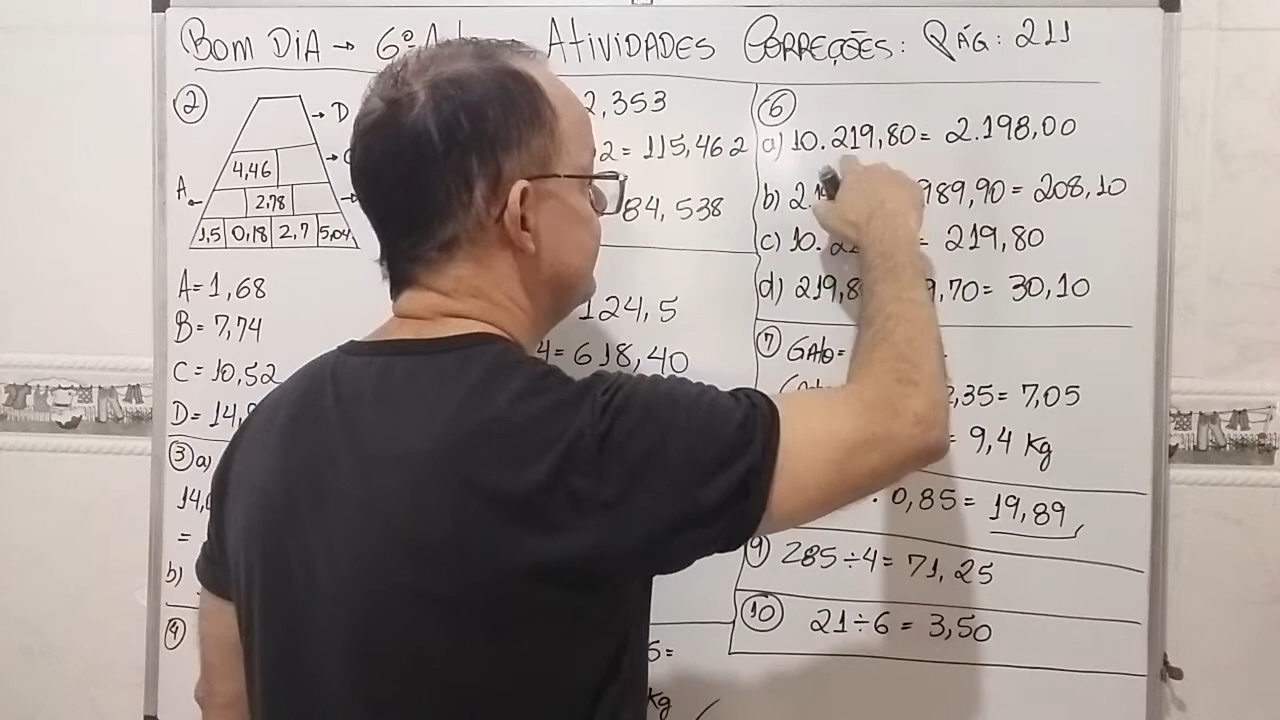 BOM DIA → 6º ATIVIDADES CORREÇÕES: PÁG: 211
②
→ D
4,46
A
2,78
1,5 0,18 2,7 5,04
A = 1,68
B = 7,74
C = 10,52
D = 14,
③ a)
14,
=
b)
④
2,353
2 = 115,462
84,538
124,5
4 = 618,40
5 =
Kg
⑥
a) 10.219,80 = 2.198,00
b) 2. 989,90 = 208,10
c) 10. = 219,80
d) 219,8 9,70 = 30,10
⑦ GATO =
2,35 = 7,05
= 9,4 Kg
. 0,85 = 19,89
⑨ 285 ÷ 4 = 71,25
⑩ 21 ÷ 6 = 3,50